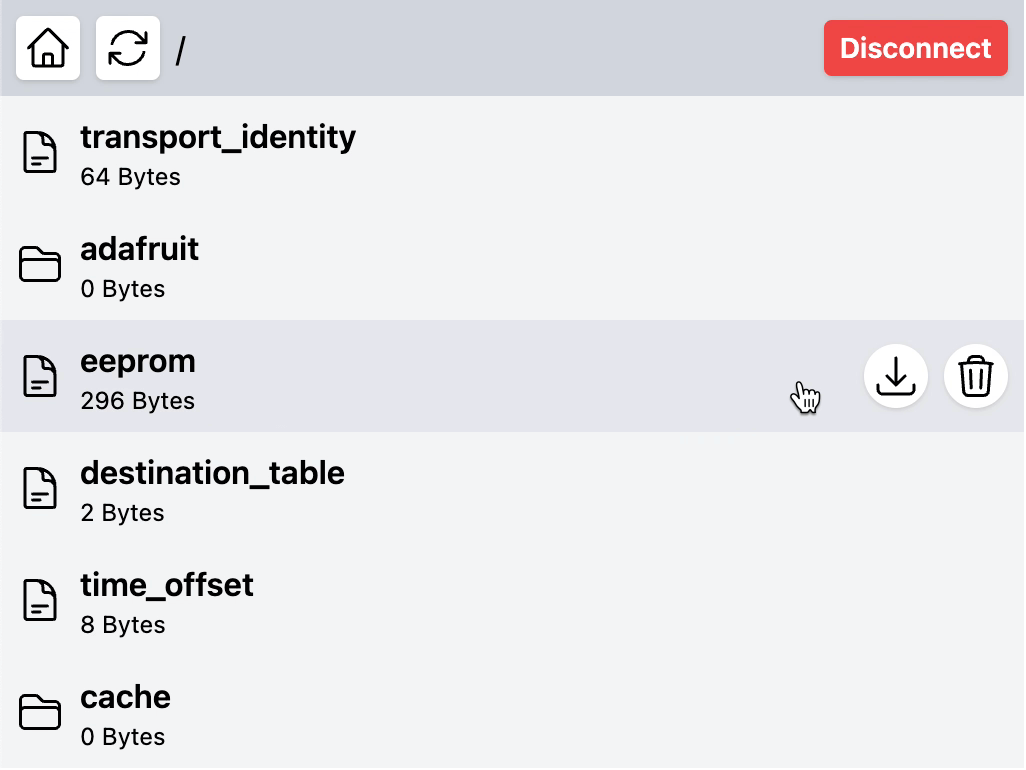 /
Disconnect
transport_identity
64 Bytes
adafruit
0 Bytes
eeprom
296 Bytes
destination_table
2 Bytes
time_offset
8 Bytes
cache
0 Bytes